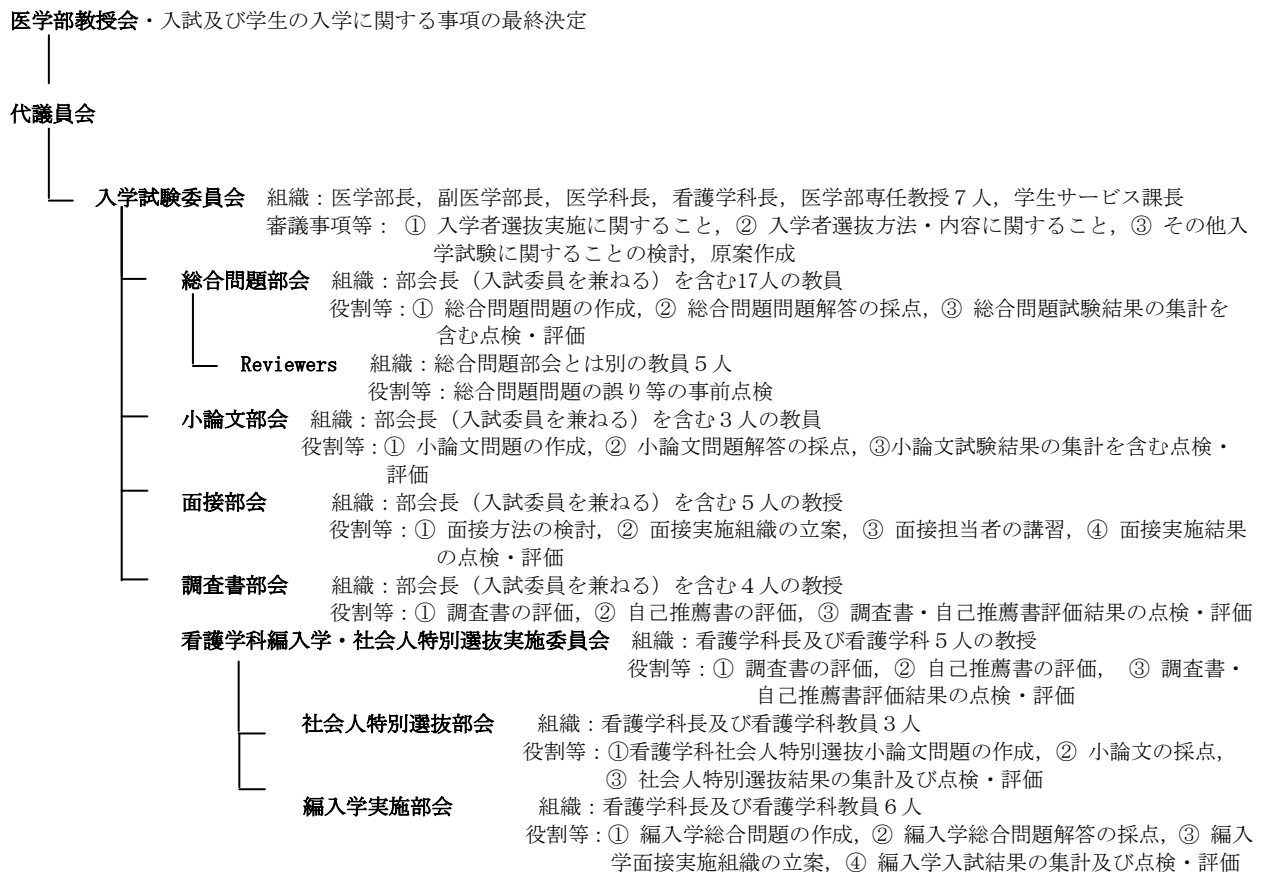 医学部教授会・入試及び学生の入学に関する事項の最終決定
代議員会
入学試験委員会 組織：医学部長，副医学部長，医学科長，看護学科長，医学部専任教授７人，学生サービス課長
審議事項等： ① 入学者選抜実施に関すること，② 入学者選抜方法・内容に関すること，③ その他入
学試験に関することの検討，原案作成
総合問題部会 組織：部会長（入試委員を兼ねる）を含む17人の教員
役割等：① 総合問題問題の作成，② 総合問題問題解答の採点，③ 総合問題試験結果の集計を
含む点検・評価
Reviewers 組織：総合問題部会とは別の教員５人
役割等：総合問題問題の誤り等の事前点検
小論文部会 組織：部会長（入試委員を兼ねる）を含む３人の教員
役割等：① 小論文問題の作成，② 小論文問題解答の採点，③小論文試験結果の集計を含む点検・
評価
面接部会 組織：部会長（入試委員を兼ねる）を含む５人の教授
役割等：① 面接方法の検討，② 面接実施組織の立案，③ 面接担当者の講習，④ 面接実施結果
の点検・評価
調査書部会 組織：部会長（入試委員を兼ねる）を含む４人の教授
役割等：① 調査書の評価，② 自己推薦書の評価，③ 調査書・自己推薦書評価結果の点検・評価
看護学科編入学・社会人特別選抜実施委員会 組織：看護学科長及び看護学科５人の教授
役割等：① 調査書の評価，② 自己推薦書の評価， ③ 調査書・
自己推薦書評価結果の点検・評価
社会人特別選抜部会 組織：看護学科長及び看護学科教員３人
役割等：①看護学科社会人特別選抜小論文問題の作成，② 小論文の採点，
③ 社会人特別選抜結果の集計及び点検・評価
編入学実施部会 組織：看護学科長及び看護学科教員６人
役割等：① 編入学総合問題の作成，② 編入学総合問題解答の採点，③ 編入
学面接実施組織の立案，④ 編入学入試結果の集計及び点検・評価